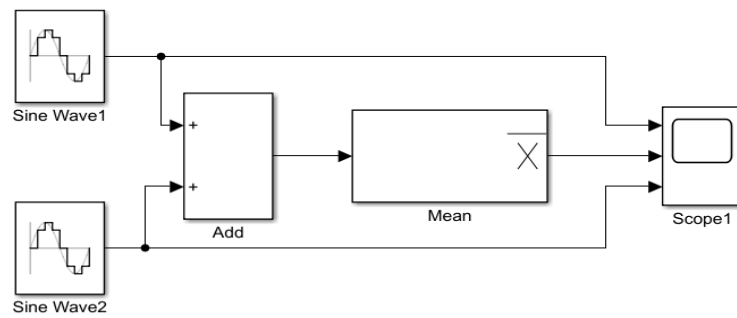 Sine Wave1
+
+
Add
x
Mean
Scope1
Sine Wave2